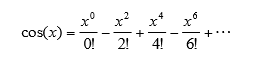 cos(x) = x^0/0! - x^2/2! + x^4/4! - x^6/6! + ⋯